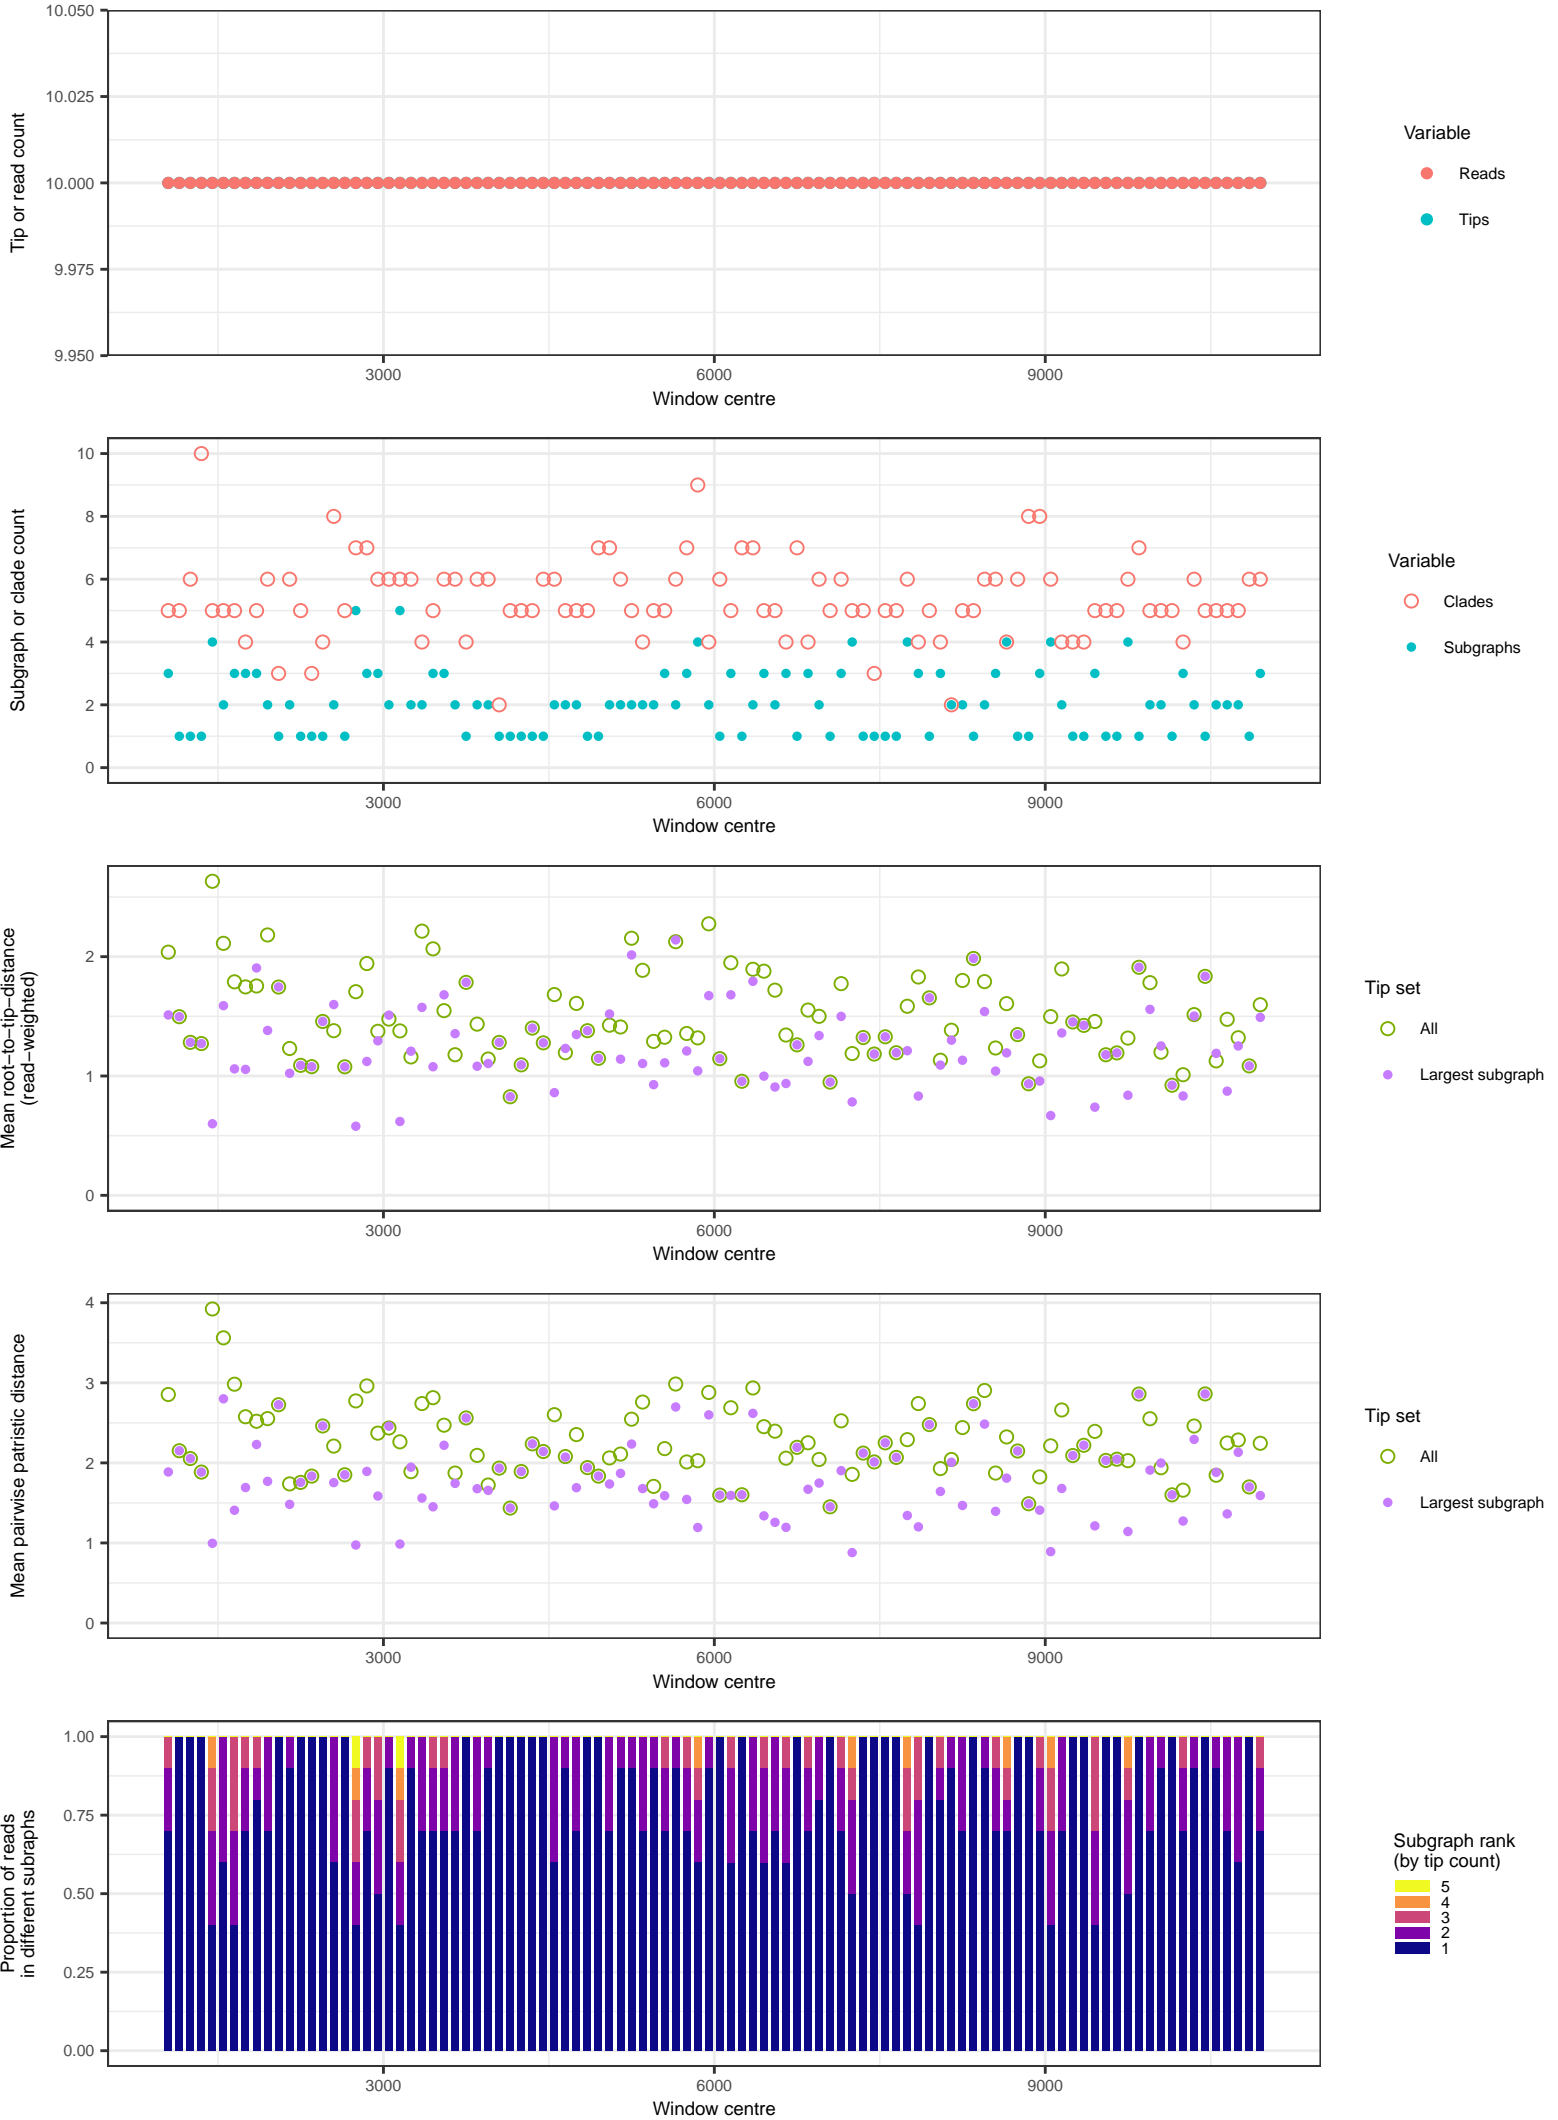 10.050
10.025
10.000
9.975
9.950
Tip or read count
3000
6000
9000
Window centre
Variable
Reads
Tips
10
8
6
4
2
0
Subgraph or clade count
3000
6000
9000
Window centre
Variable
Clades
Subgraphs
2
1
0
Mean root−to−tip−distance
(read−weighted)
3000
6000
9000
Window centre
Tip set
All
Largest subgraph
4
3
2
1
0
Mean pairwise patristic distance
3000
6000
9000
Window centre
Tip set
All
Largest subgraph
1.00
0.75
0.50
0.25
0.00
Proportion of reads
in different subraphs
3000
6000
9000
Window centre
Subgraph rank
(by tip count)
5
4
3
2
1